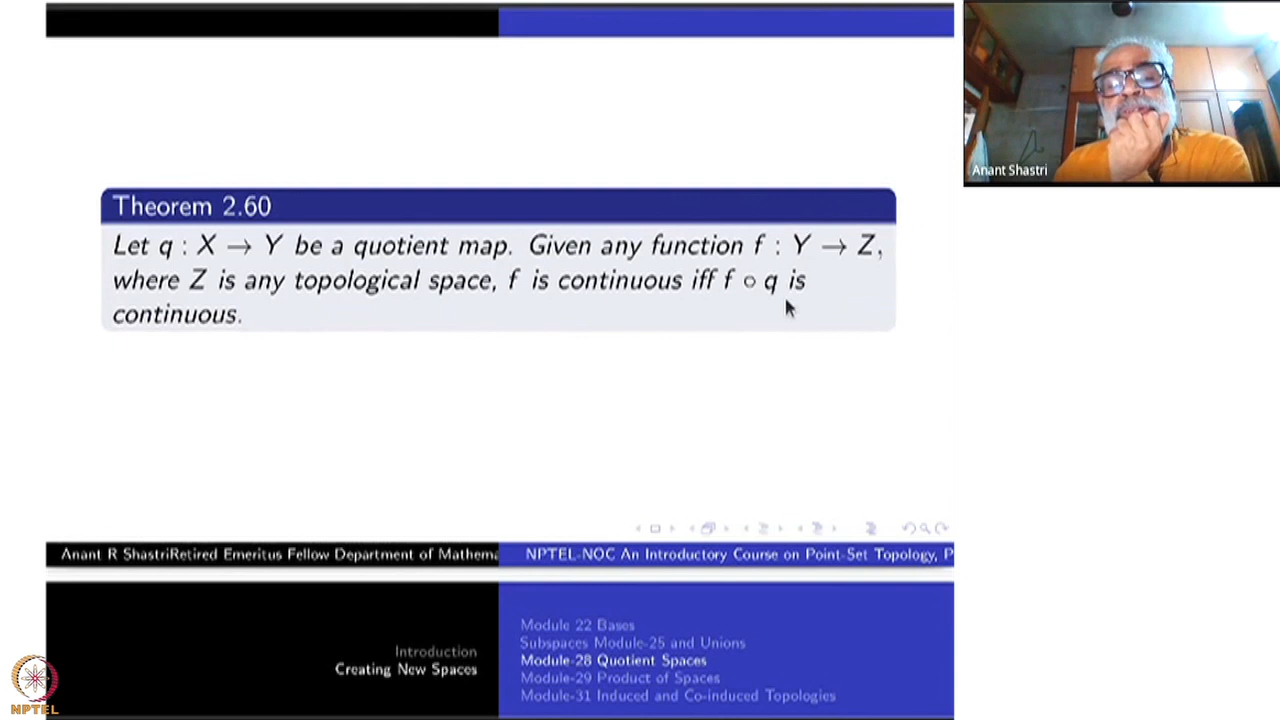 Theorem 2.60
Let q : X → Y be a quotient map. Given any function f : Y → Z,
where Z is any topological space, f is continuous iff f ∘ q is
continuous.
Anant Shastri
Anant R ShastriRetired Emeritus Fellow Department of Mathema
NPTEL-NOC An Introductory Course on Point-Set Topology, P
Introduction
Creating New Spaces
Module 22 Bases
Subspaces Module-25 and Unions
Module-28 Quotient Spaces
Module-29 Product of Spaces
Module-31 Induced and Co-induced Topologies
NPTEL